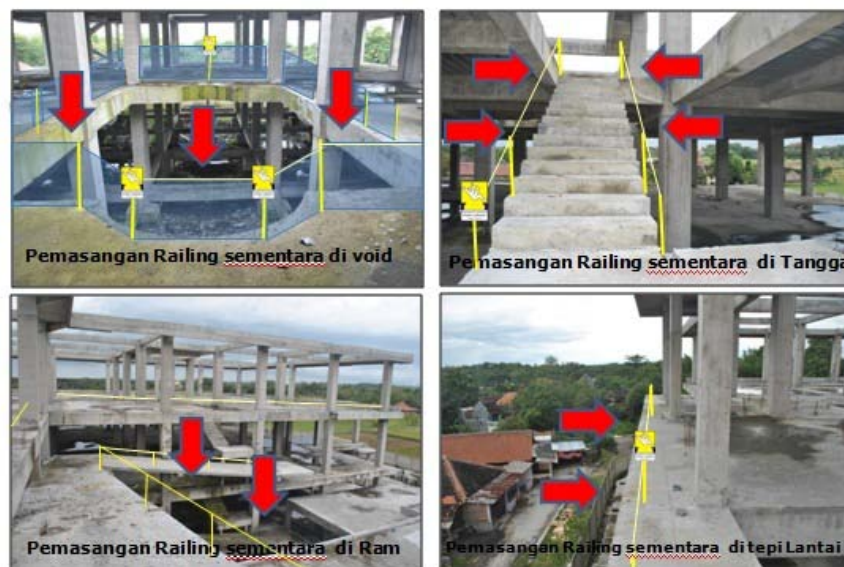 Pemasangan Railing sementara di void
Pemasangan Railing sementara di Tangga
Pemasangan Railing sementara di Ram
Pemasangan Railing sementara di tepi Lantai